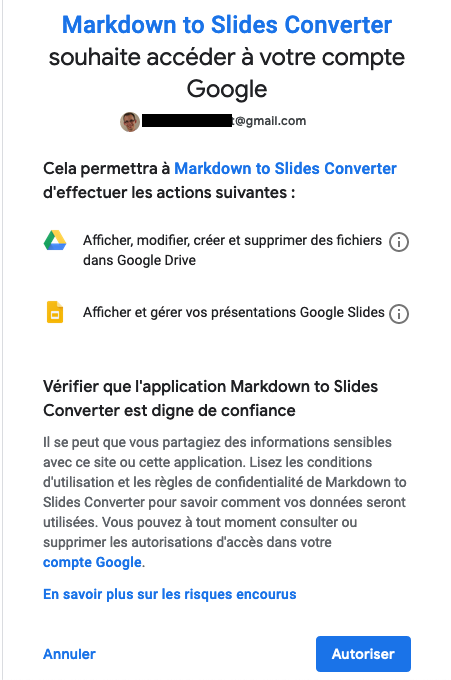 Markdown to Slides Converter
souhaite accéder à votre compte
Google
t@gmail.com
Cela permettra à Markdown to Slides Converter
d'effectuer les actions suivantes :
Afficher, modifier, créer et supprimer des fichiers
dans Google Drive
Afficher et gérer vos présentations Google Slides
Vérifier que l'application Markdown to Slides
Converter est digne de confiance
Il se peut que vous partagiez des informations sensibles
avec ce site ou cette application. Lisez les conditions
d'utilisation et les règles de confidentialité de Markdown to
Slides Converter pour savoir comment vos données seront
utilisées. Vous pouvez à tout moment consulter ou
supprimer les autorisations d'accès dans votre
compte Google.
En savoir plus sur les risques encourus
Annuler
Autoriser